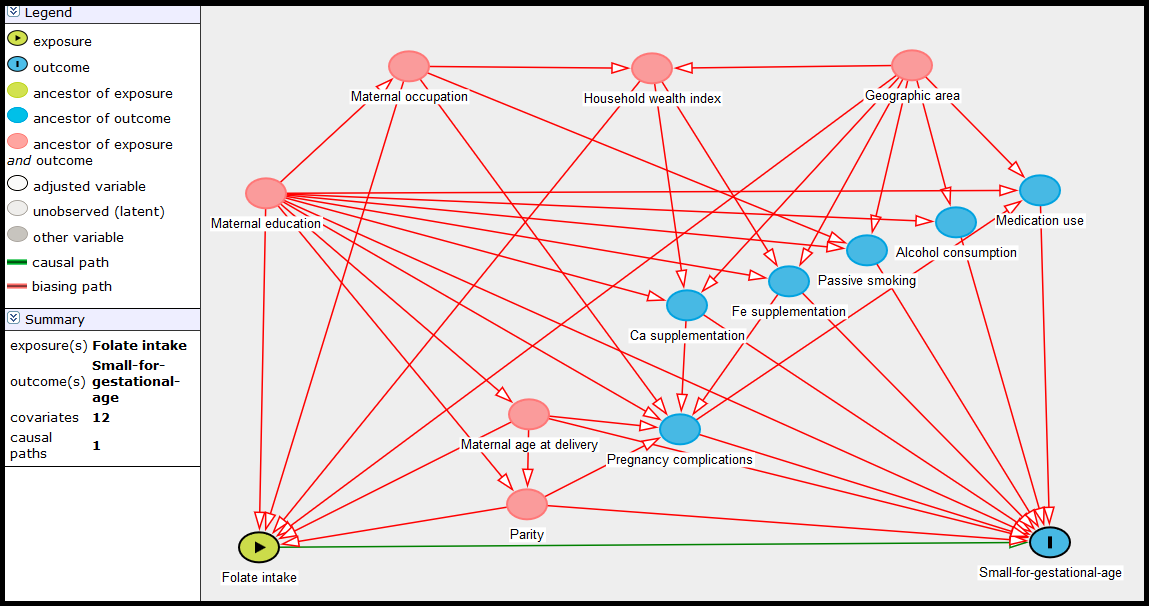 Legend
exposure
outcome
ancestor of exposure
ancestor of outcome
ancestor of exposure
and outcome
adjusted variable
unobserved (latent)
other variable
causal path
biasing path
Summary
exposure(s) Folate intake
outcome(s) Small-for-
gestational-
age
covariates 12
causal
paths 1
Maternal occupation
Household wealth index
Geographic area
Maternal education
Medication use
Alcohol consumption
Passive smoking
Fe supplementation
Ca supplementation
Maternal age at delivery
Pregnancy complications
Parity
Folate intake
Small-for-gestational-age